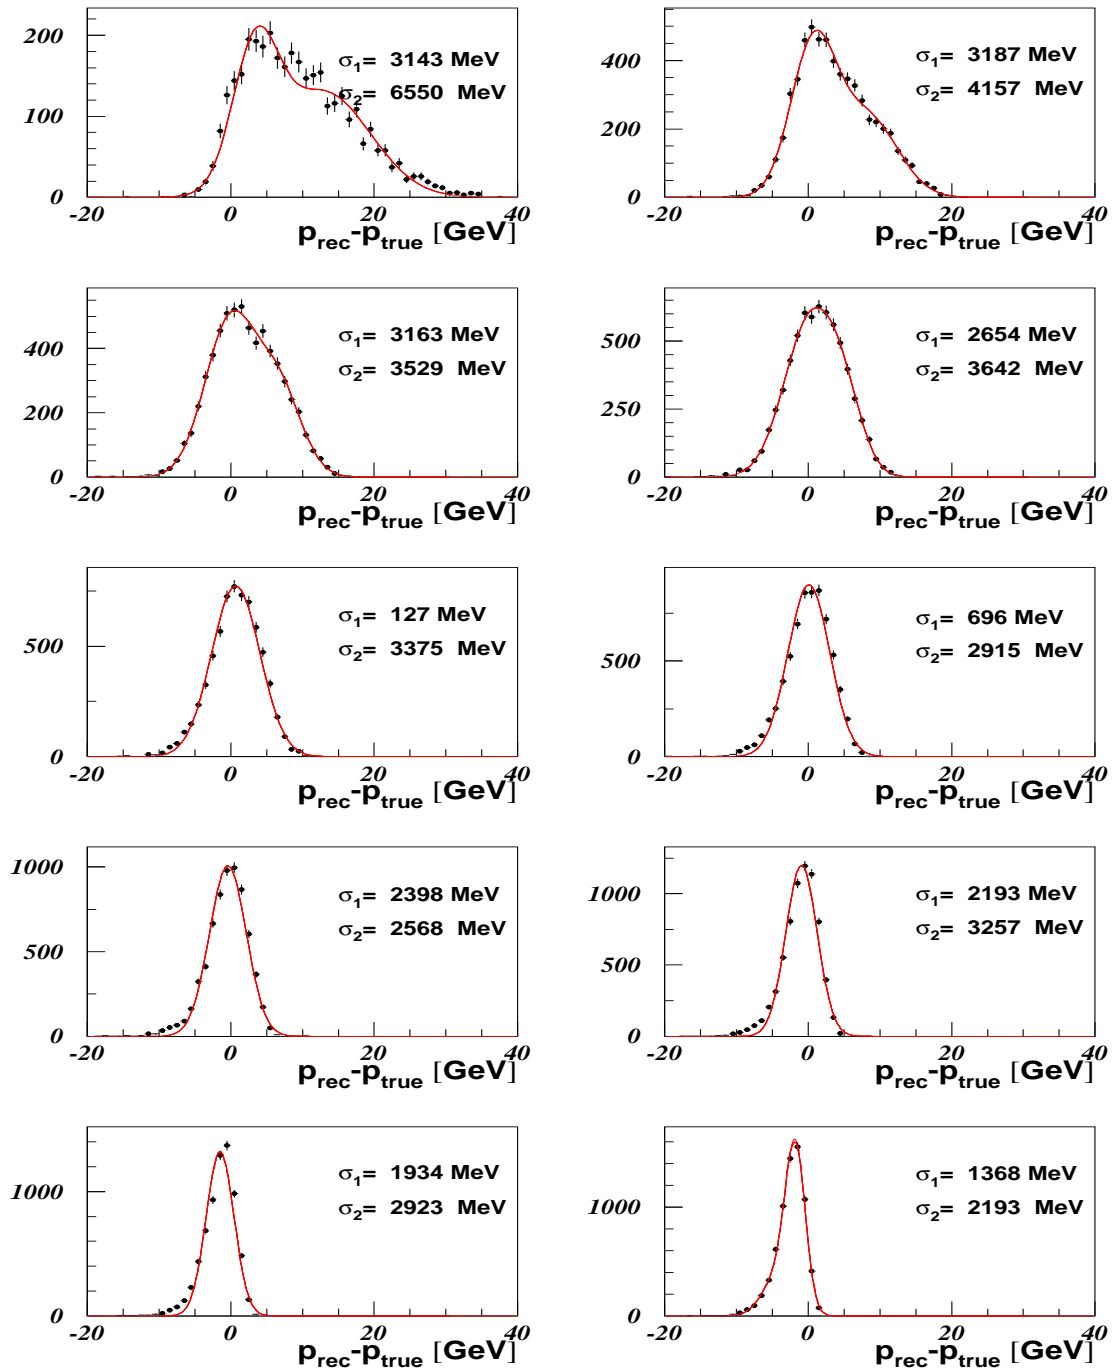 200
100
0
σ1= 3143 MeV
σ2= 6550 MeV
-20 0 20 40
prec-ptrue [GeV]
400
200
0
σ1= 3187 MeV
σ2= 4157 MeV
-20 0 20 40
prec-ptrue [GeV]
400
200
0
σ1= 3163 MeV
σ2= 3529 MeV
-20 0 20 40
prec-ptrue [GeV]
500
250
0
σ1= 2654 MeV
σ2= 3642 MeV
-20 0 20 40
prec-ptrue [GeV]
500
0
σ1= 127 MeV
σ2= 3375 MeV
-20 0 20 40
prec-ptrue [GeV]
500
0
σ1= 696 MeV
σ2= 2915 MeV
-20 0 20 40
prec-ptrue [GeV]
1000
500
0
σ1= 2398 MeV
σ2= 2568 MeV
-20 0 20 40
prec-ptrue [GeV]
1000
500
0
σ1= 2193 MeV
σ2= 3257 MeV
-20 0 20 40
prec-ptrue [GeV]
1000
0
σ1= 1934 MeV
σ2= 2923 MeV
-20 0 20 40
prec-ptrue [GeV]
1000
0
σ1= 1368 MeV
σ2= 2193 MeV
-20 0 20 40
prec-ptrue [GeV]